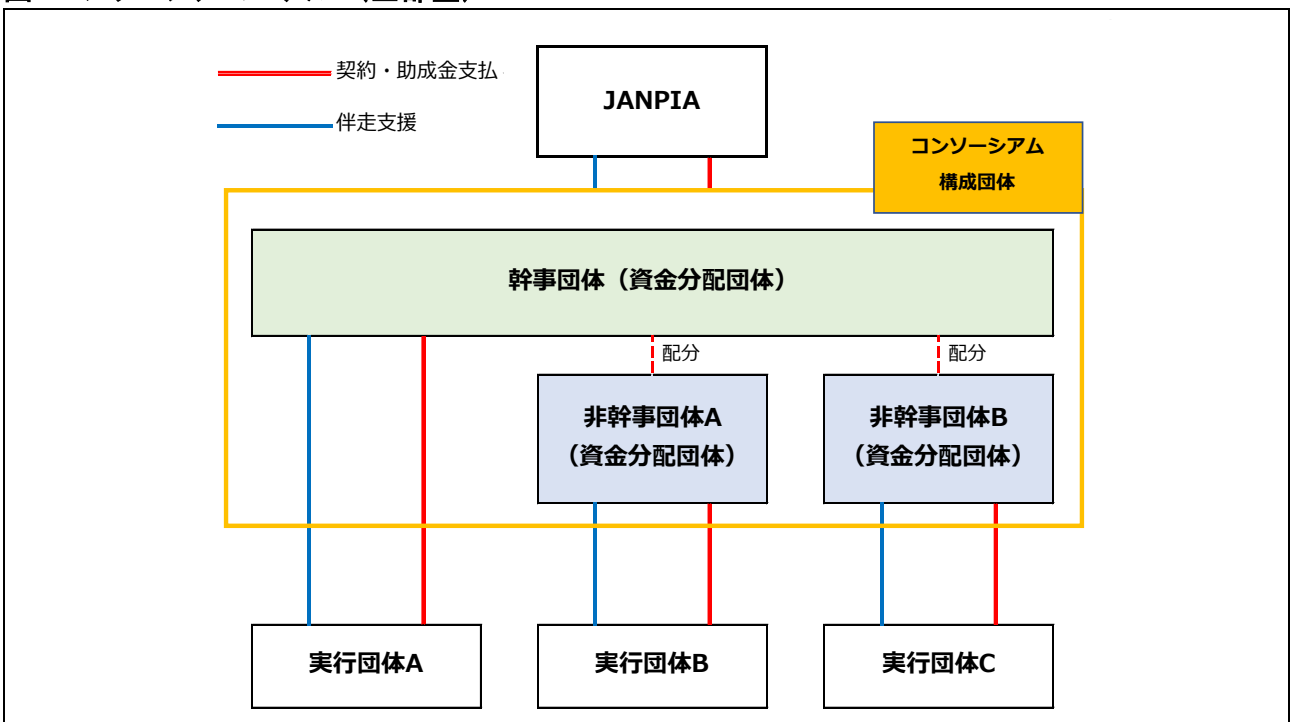 契約・助成金支払
伴走支援
JANPIA
コンソーシアム
構成団体
幹事団体（資金分配団体）
配分
配分
非幹事団体A
（資金分配団体）
非幹事団体B
（資金分配団体）
実行団体A
実行団体B
実行団体C